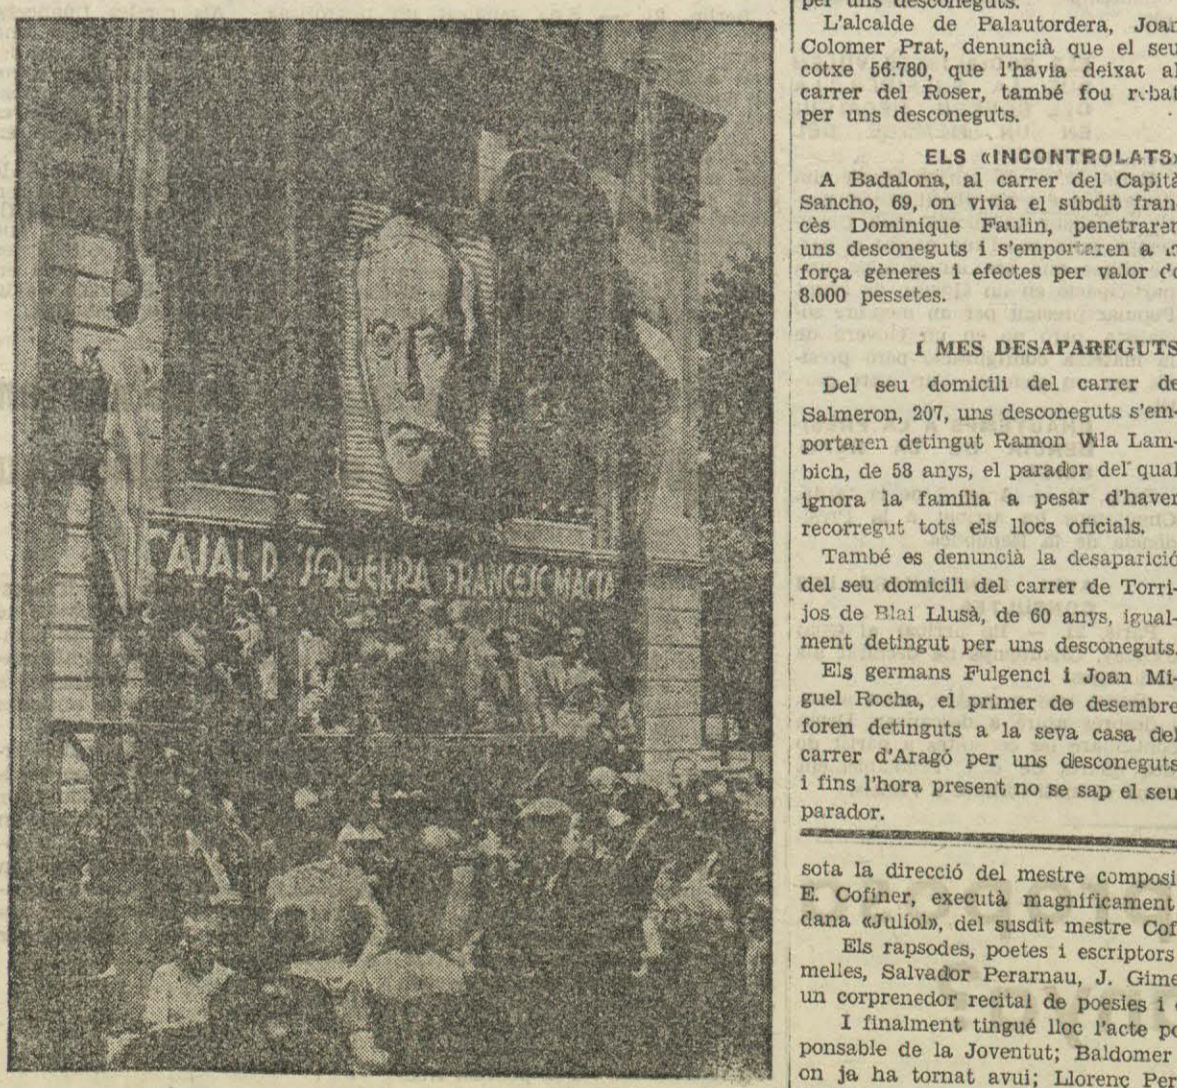 CASAL D'ESQUERRA FRANCESC MACIÀ
per uns desconeguts.
L'alcalde de Palautordera, Joan
Colomer Prat, denuncià que el seu
cotxe 56.780, que l'havia deixat al
carrer del Roser, també fou robat
per uns desconeguts.
ELS «INCONTROLATS»
A Badalona, al carrer del Capità
Sancho, 69, on vivia el súbdit fran-
cès Dominique Faulin, penetraren
uns desconeguts i s'emportaren a
força gèneres i efectes per valor de
8.000 pessetes.
I MES DESAPAREGUTS
Del seu domicili del carrer de
Salmeron, 207, uns desconeguts s'em-
portaren detingut Ramon Vila Lam-
bich, de 58 anys, el parador del qual
ignora la família a pesar d'haver
recorregut tots els llocs oficials.
També es denuncià la desaparició
del seu domicili del carrer de Torri-
jos de Blai Llusà, de 60 anys, igual-
ment detingut per uns desconeguts.
Els germans Fulgenci i Joan Mi-
guel Rocha, el primer de desembre
foren detinguts a la seva casa del
carrer d'Aragó per uns desconeguts
i fins l'hora present no se sap el seu
parador.
sota la direcció del mestre composi
E. Cofiner, executà magníficament
dana «Juliol», del susdit mestre Cof
Els rapsodes, poetes i escriptors
melles, Salvador Perarnau, J. Gime
un corprenedor recital de poesies i
I finalment tingué lloc l'acte po
ponsable de la Joventut; Baldomer
on ja ha tornat avui; Llorenç Per